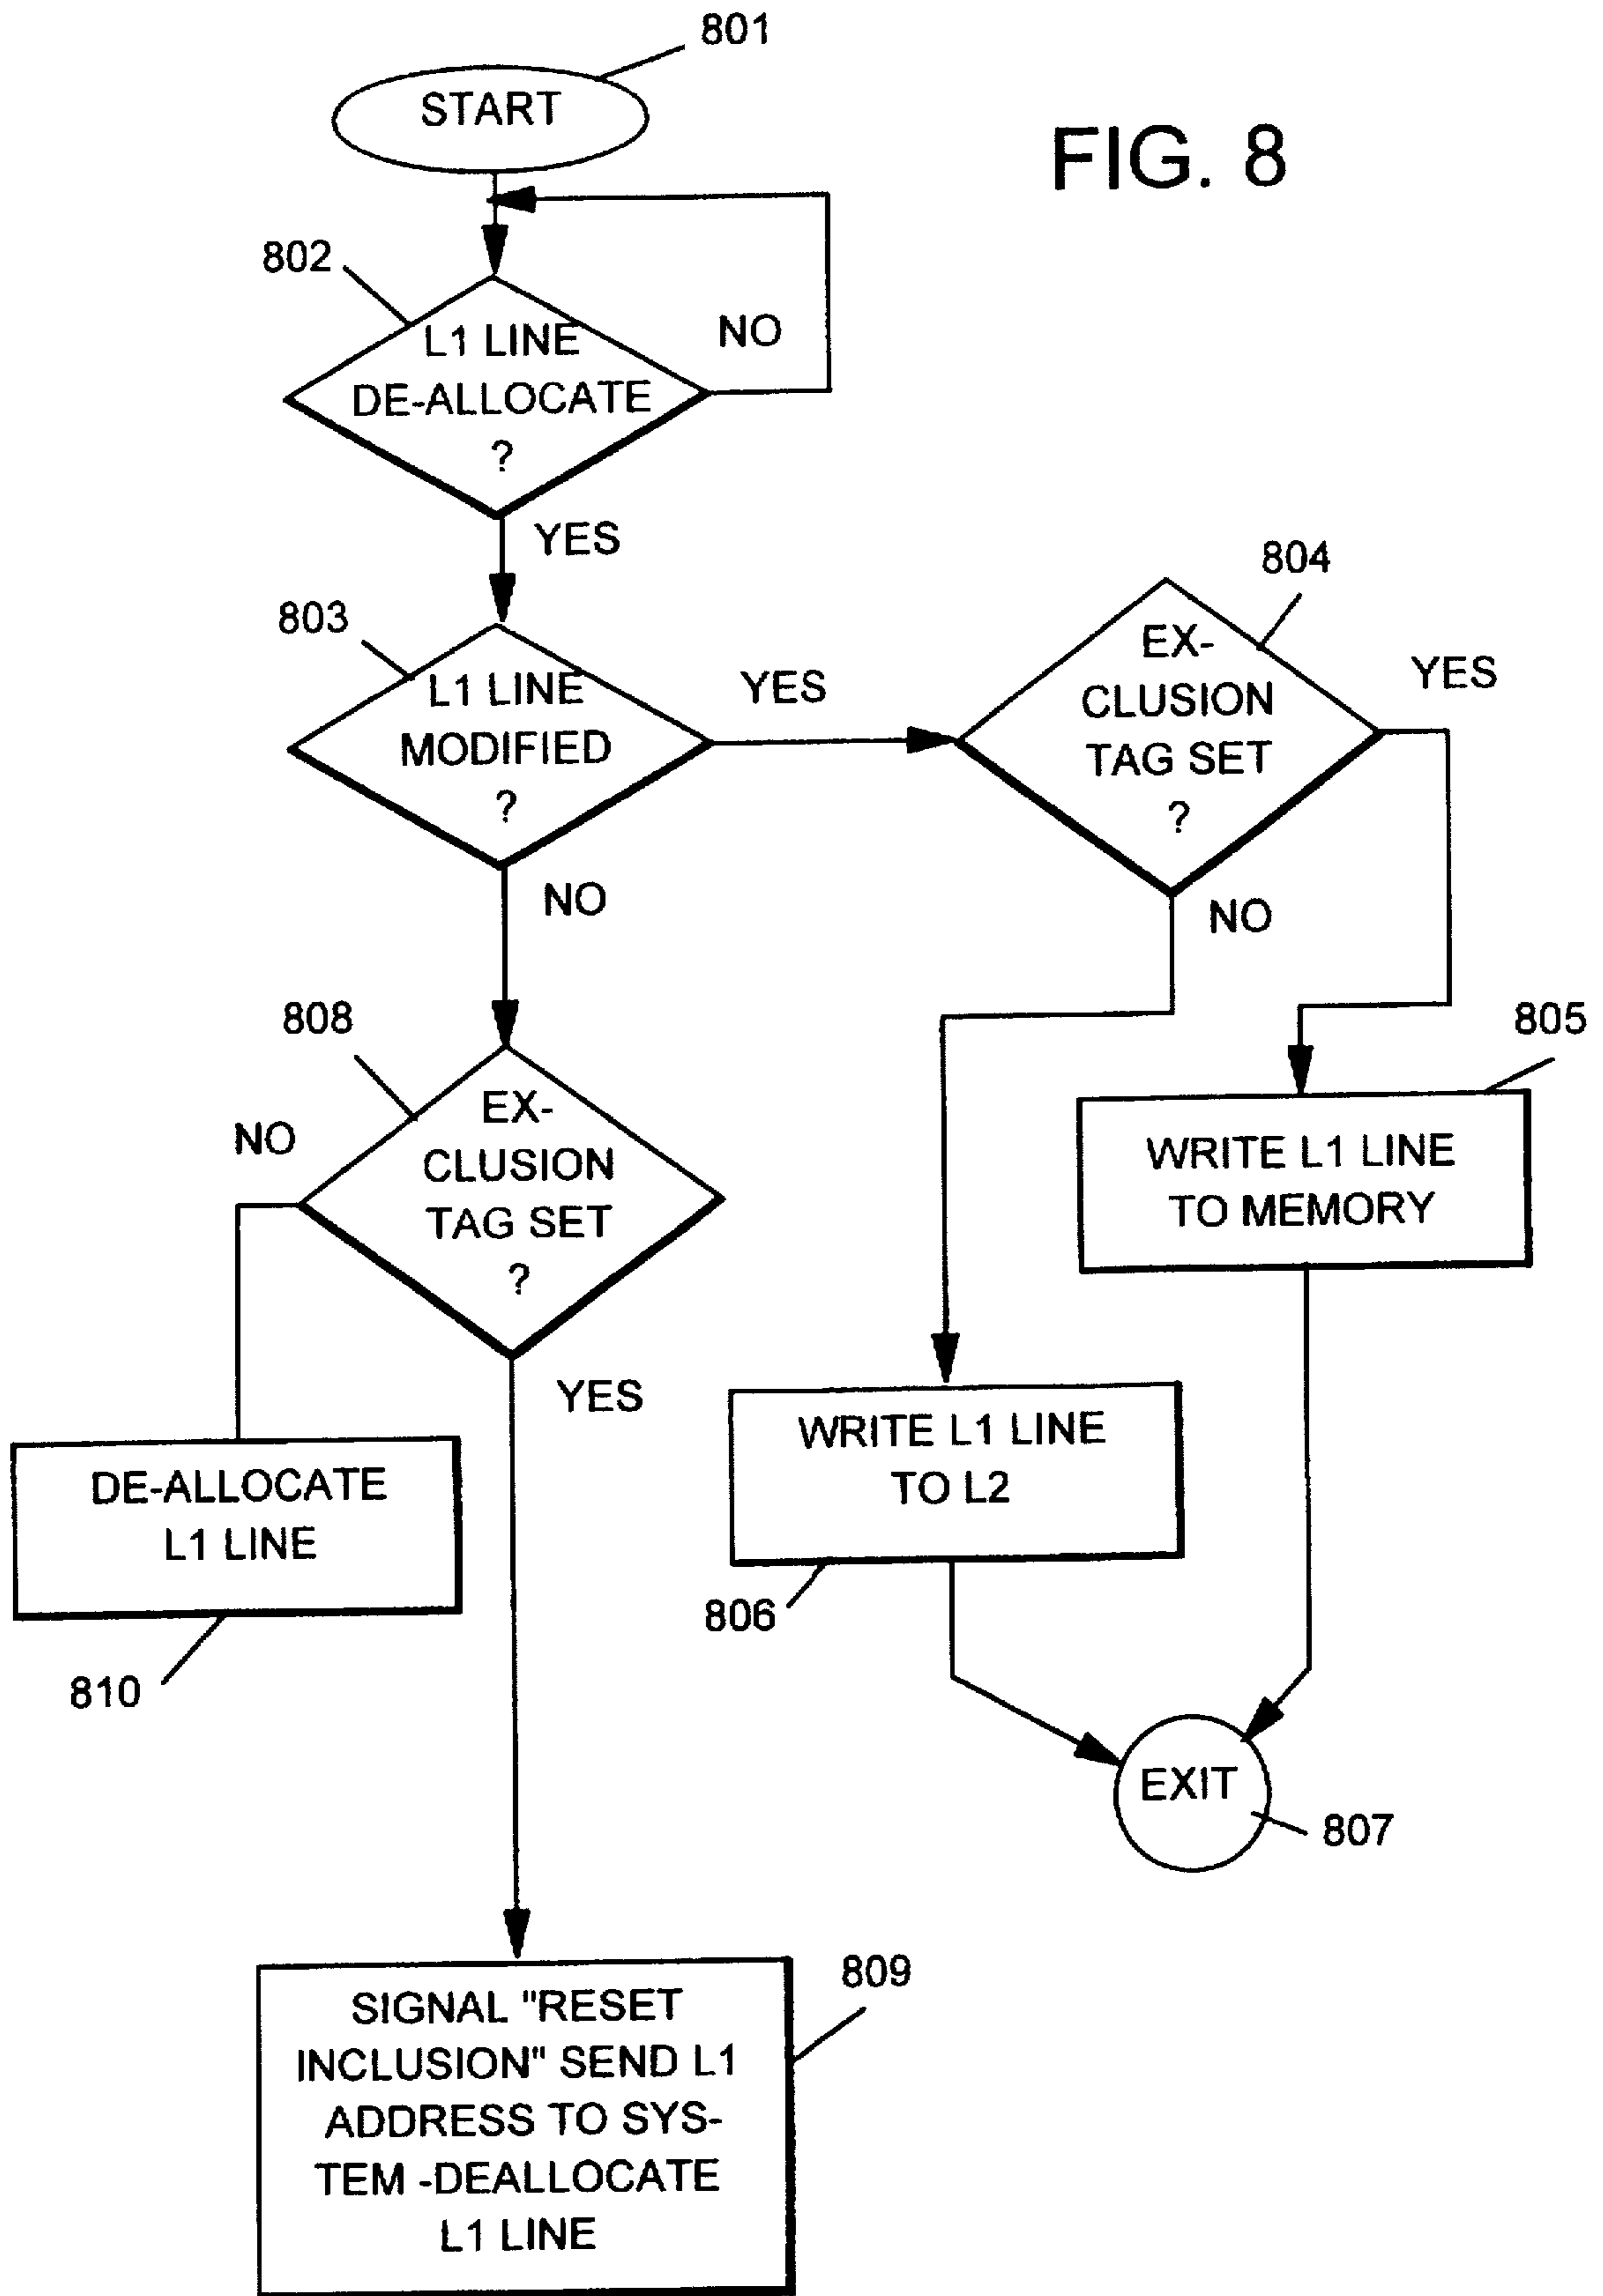 801
START
FIG. 8
802
L1 LINE
DE-ALLOCATE
?
NO
YES
803
L1 LINE
MODIFIED
?
YES
NO
804
EX-
CLUSION
TAG SET
?
YES
NO
805
WRITE L1 LINE
TO MEMORY
808
EX-
CLUSION
TAG SET
?
NO
YES
DE-ALLOCATE
L1 LINE
810
WRITE L1 LINE
TO L2
806
EXIT
807
809
SIGNAL "RESET
INCLUSION" SEND L1
ADDRESS TO SYS-
TEM -DEALLOCATE
L1 LINE